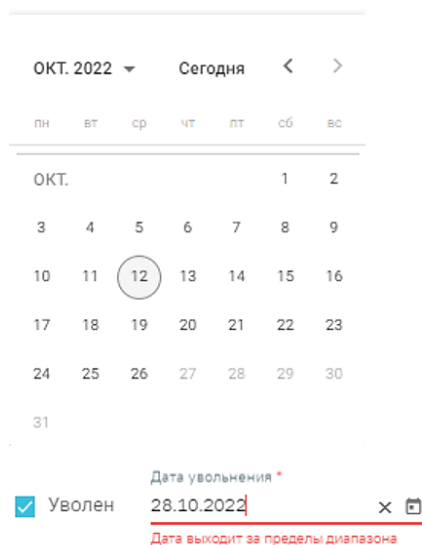 ОКТ. 2022 Сегодня
пн вт ср чт пт сб вс
ОКТ. 1 2
3 4 5 6 7 8 9
10 11 12 13 14 15 16
17 18 19 20 21 22 23
24 25 26 27 28 29 30
31
Дата увольнения *
Уволен 28.10.2022
Дата выходит за пределы диапазона